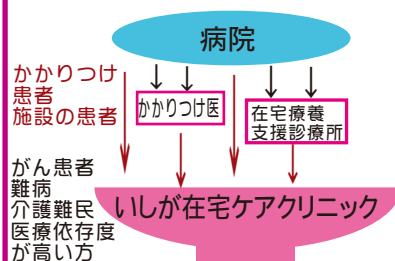 病院
かかりつけ
患者
施設の患者
かかりつけ医
在宅療養
支援診療所
がん患者
難病
介護難民
医療依存度
が高い方
いしが在宅ケアクリニック